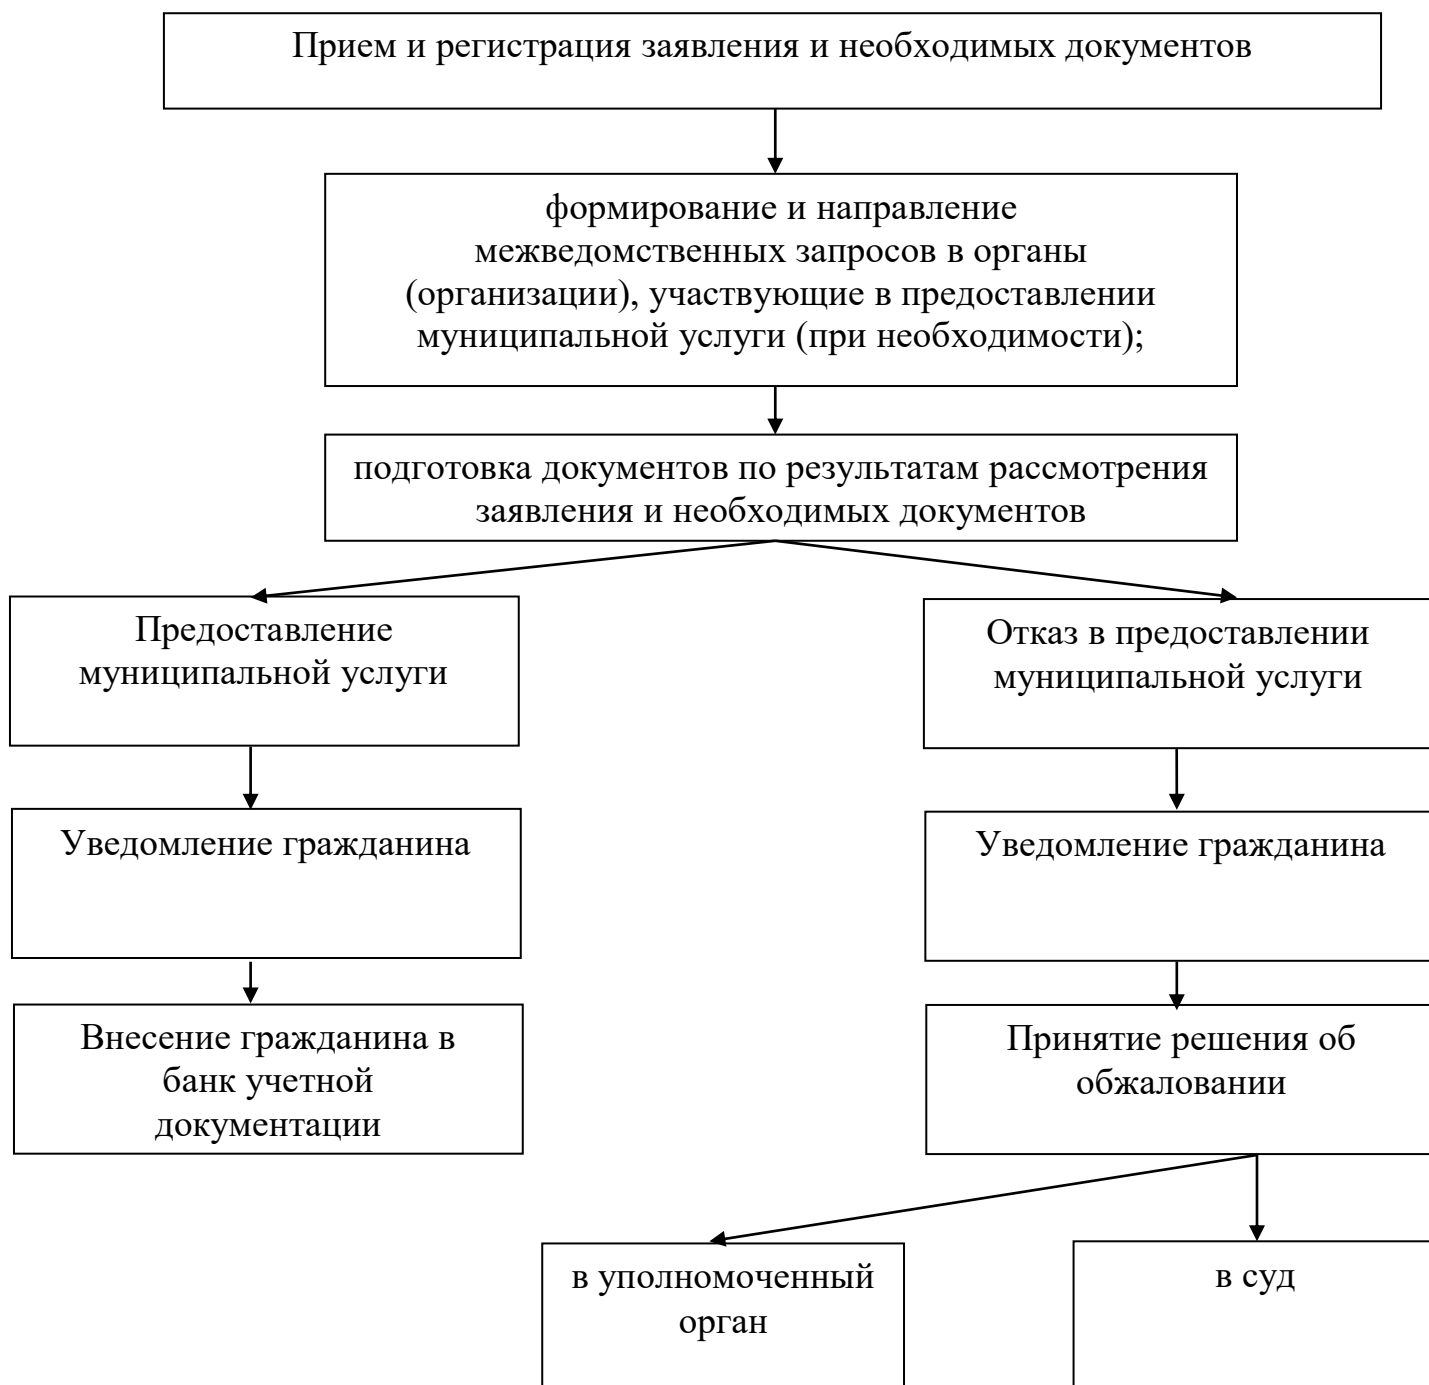 Прием и регистрация заявления и необходимых документов
формирование и направление
межведомственных запросов в органы
(организации), участвующие в предоставлении
муниципальной услуги (при необходимости);
подготовка документов по результатам рассмотрения
заявления и необходимых документов
Предоставление
муниципальной услуги
Отказ в предоставлении
муниципальной услуги
Уведомление гражданина
Уведомление гражданина
Внесение гражданина в
банк учетной
документации
Принятие решения об
обжаловании
в уполномоченный
орган
в суд